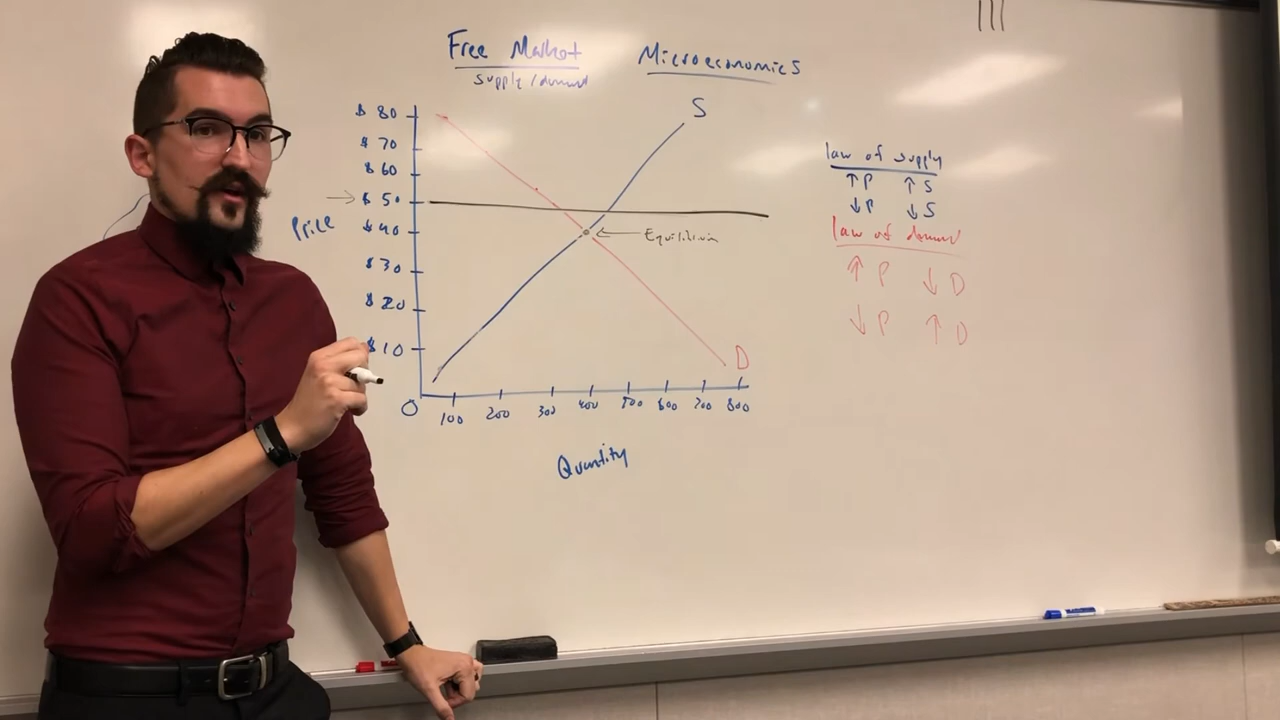 Free Market
supply/demand
Microeconomics
S
$80
$70
$60
$50
$40
$30
$20
$10
Price
Equilibrium
D
0 100 200 300 400 500 600 700 800
Quantity
law of supply
↑P ↑S
↓P ↓S
law of demand
↑P ↓D
↓P ↑D